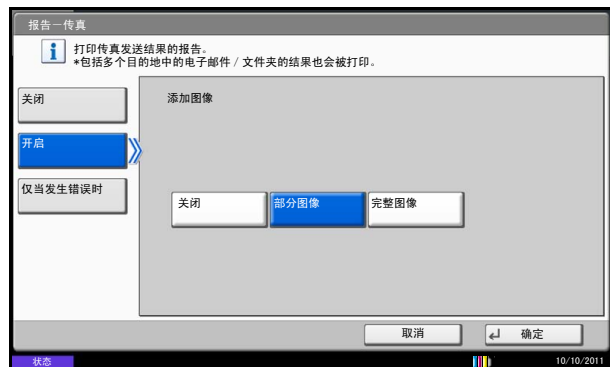 报告－传真
打印传真发送结果的报告。
*包括多个目的地中的电子邮件 / 文件夹的结果也会被打印。
关闭
添加图像
开启
仅当发生错误时
关闭
部分图像
完整图像
取消
确定
状态
10/10/2011